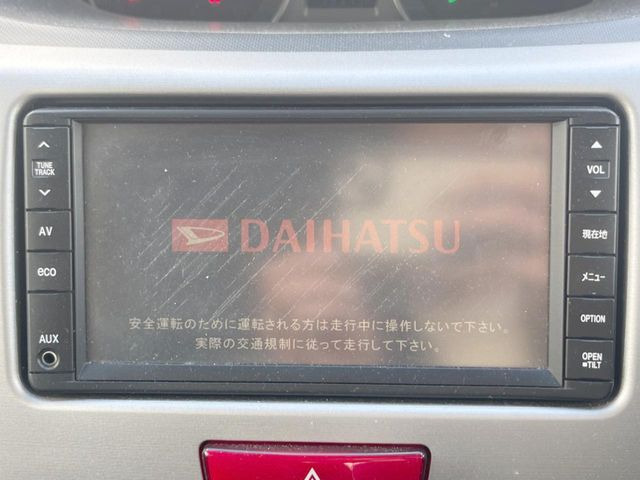 TUNE
TRACK
AV
eco
AUX
DAIHATSU
安全運転のために運転される方は走行中に操作しないで下さい。
実際の交通規制に従って走行して下さい。
VOL
現在地
メニュー
OPTION
OPEN
TILT